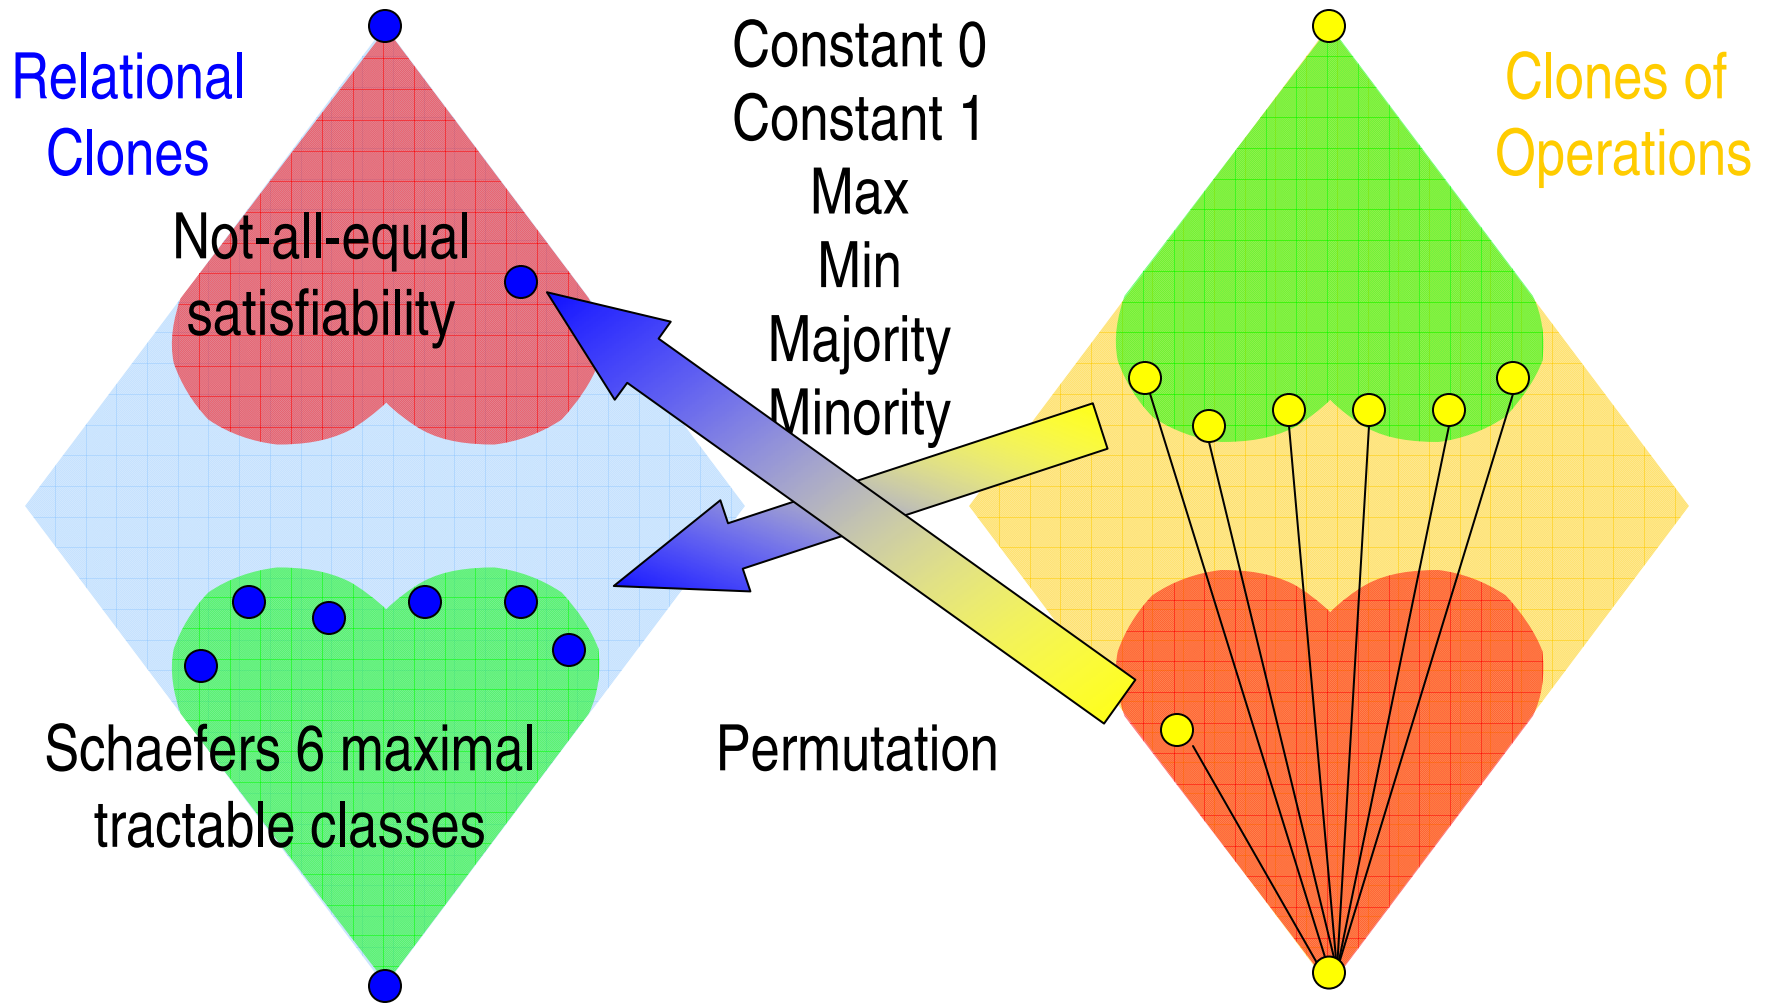 Relational
Clones
Not-all-equal
satisfiability
Schaefers 6 maximal
tractable classes
Constant 0
Constant 1
Max
Min
Majority
Minority
Permutation
Clones of
Operations